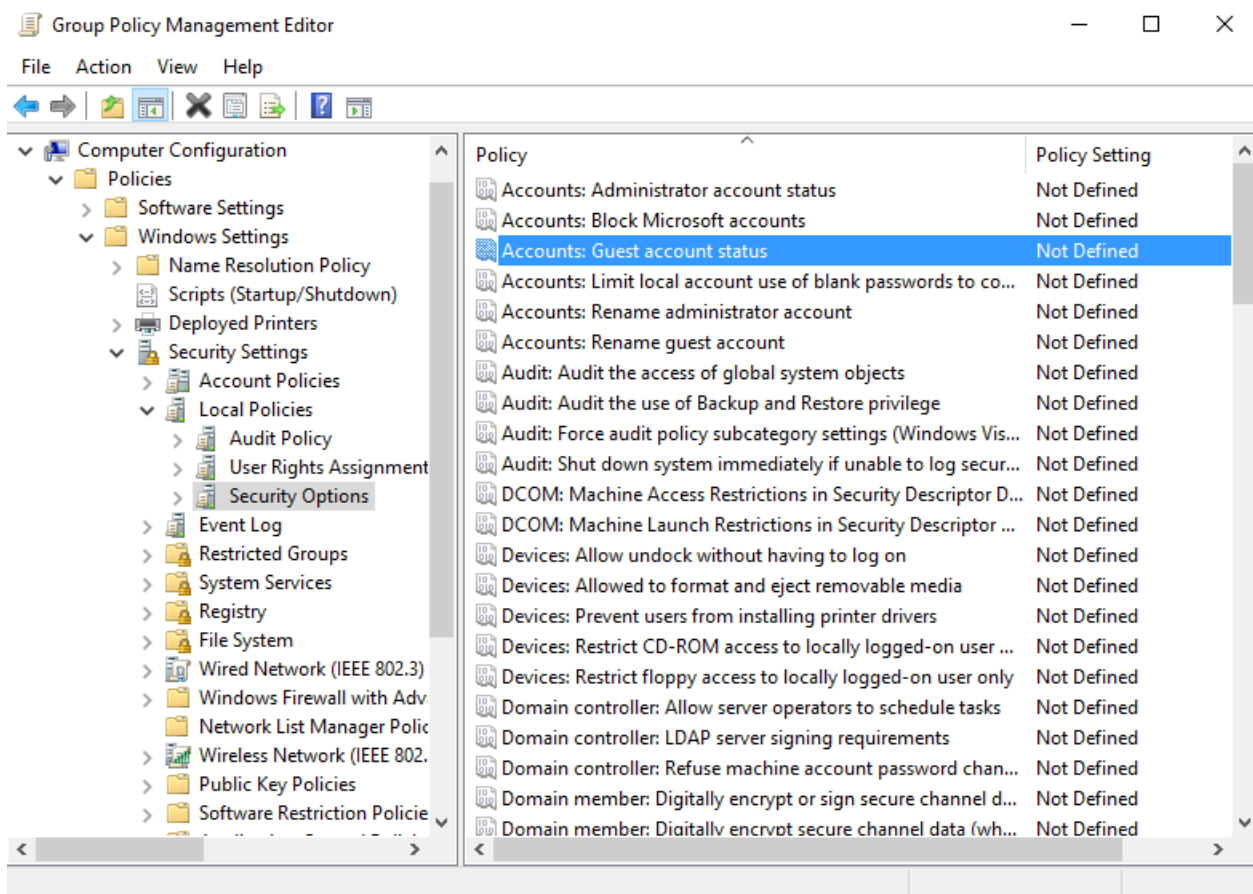 Group Policy Management Editor
File Action View Help
Computer Configuration
Policies
Software Settings
Windows Settings
Name Resolution Policy
Scripts (Startup/Shutdown)
Deployed Printers
Security Settings
Account Policies
Local Policies
Audit Policy
User Rights Assignment
Security Options
Event Log
Restricted Groups
System Services
Registry
File System
Wired Network (IEEE 802.3)
Windows Firewall with Adv
Network List Manager Polic
Wireless Network (IEEE 802.
Public Key Policies
Software Restriction Policie
Policy Policy Setting
Accounts: Administrator account status Not Defined
Accounts: Block Microsoft accounts Not Defined
Accounts: Guest account status Not Defined
Accounts: Limit local account use of blank passwords to co... Not Defined
Accounts: Rename administrator account Not Defined
Accounts: Rename guest account Not Defined
Audit: Audit the access of global system objects Not Defined
Audit: Audit the use of Backup and Restore privilege Not Defined
Audit: Force audit policy subcategory settings (Windows Vis... Not Defined
Audit: Shut down system immediately if unable to log secur... Not Defined
DCOM: Machine Access Restrictions in Security Descriptor D... Not Defined
DCOM: Machine Launch Restrictions in Security Descriptor ... Not Defined
Devices: Allow undock without having to log on Not Defined
Devices: Allowed to format and eject removable media Not Defined
Devices: Prevent users from installing printer drivers Not Defined
Devices: Restrict CD-ROM access to locally logged-on user ... Not Defined
Devices: Restrict floppy access to locally logged-on user only Not Defined
Domain controller: Allow server operators to schedule tasks Not Defined
Domain controller: LDAP server signing requirements Not Defined
Domain controller: Refuse machine account password chan... Not Defined
Domain member: Digitally encrypt or sign secure channel d... Not Defined
Domain member: Digitally encrypt secure channel data (wh... Not Defined